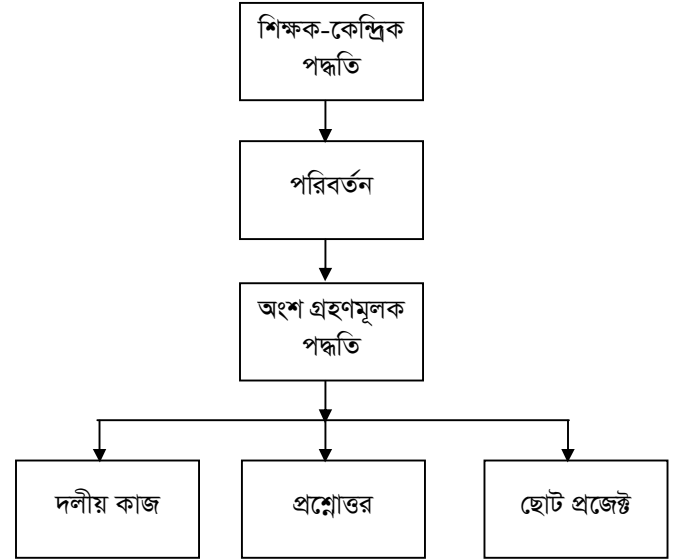 শিক্ষক-কেন্দ্রিক
পদ্ধতি
পরিবর্তন
অংশ গ্রহণমূলক
পদ্ধতি
দলীয় কাজ
প্রশ্নোত্তর
ছোট প্রজেক্ট